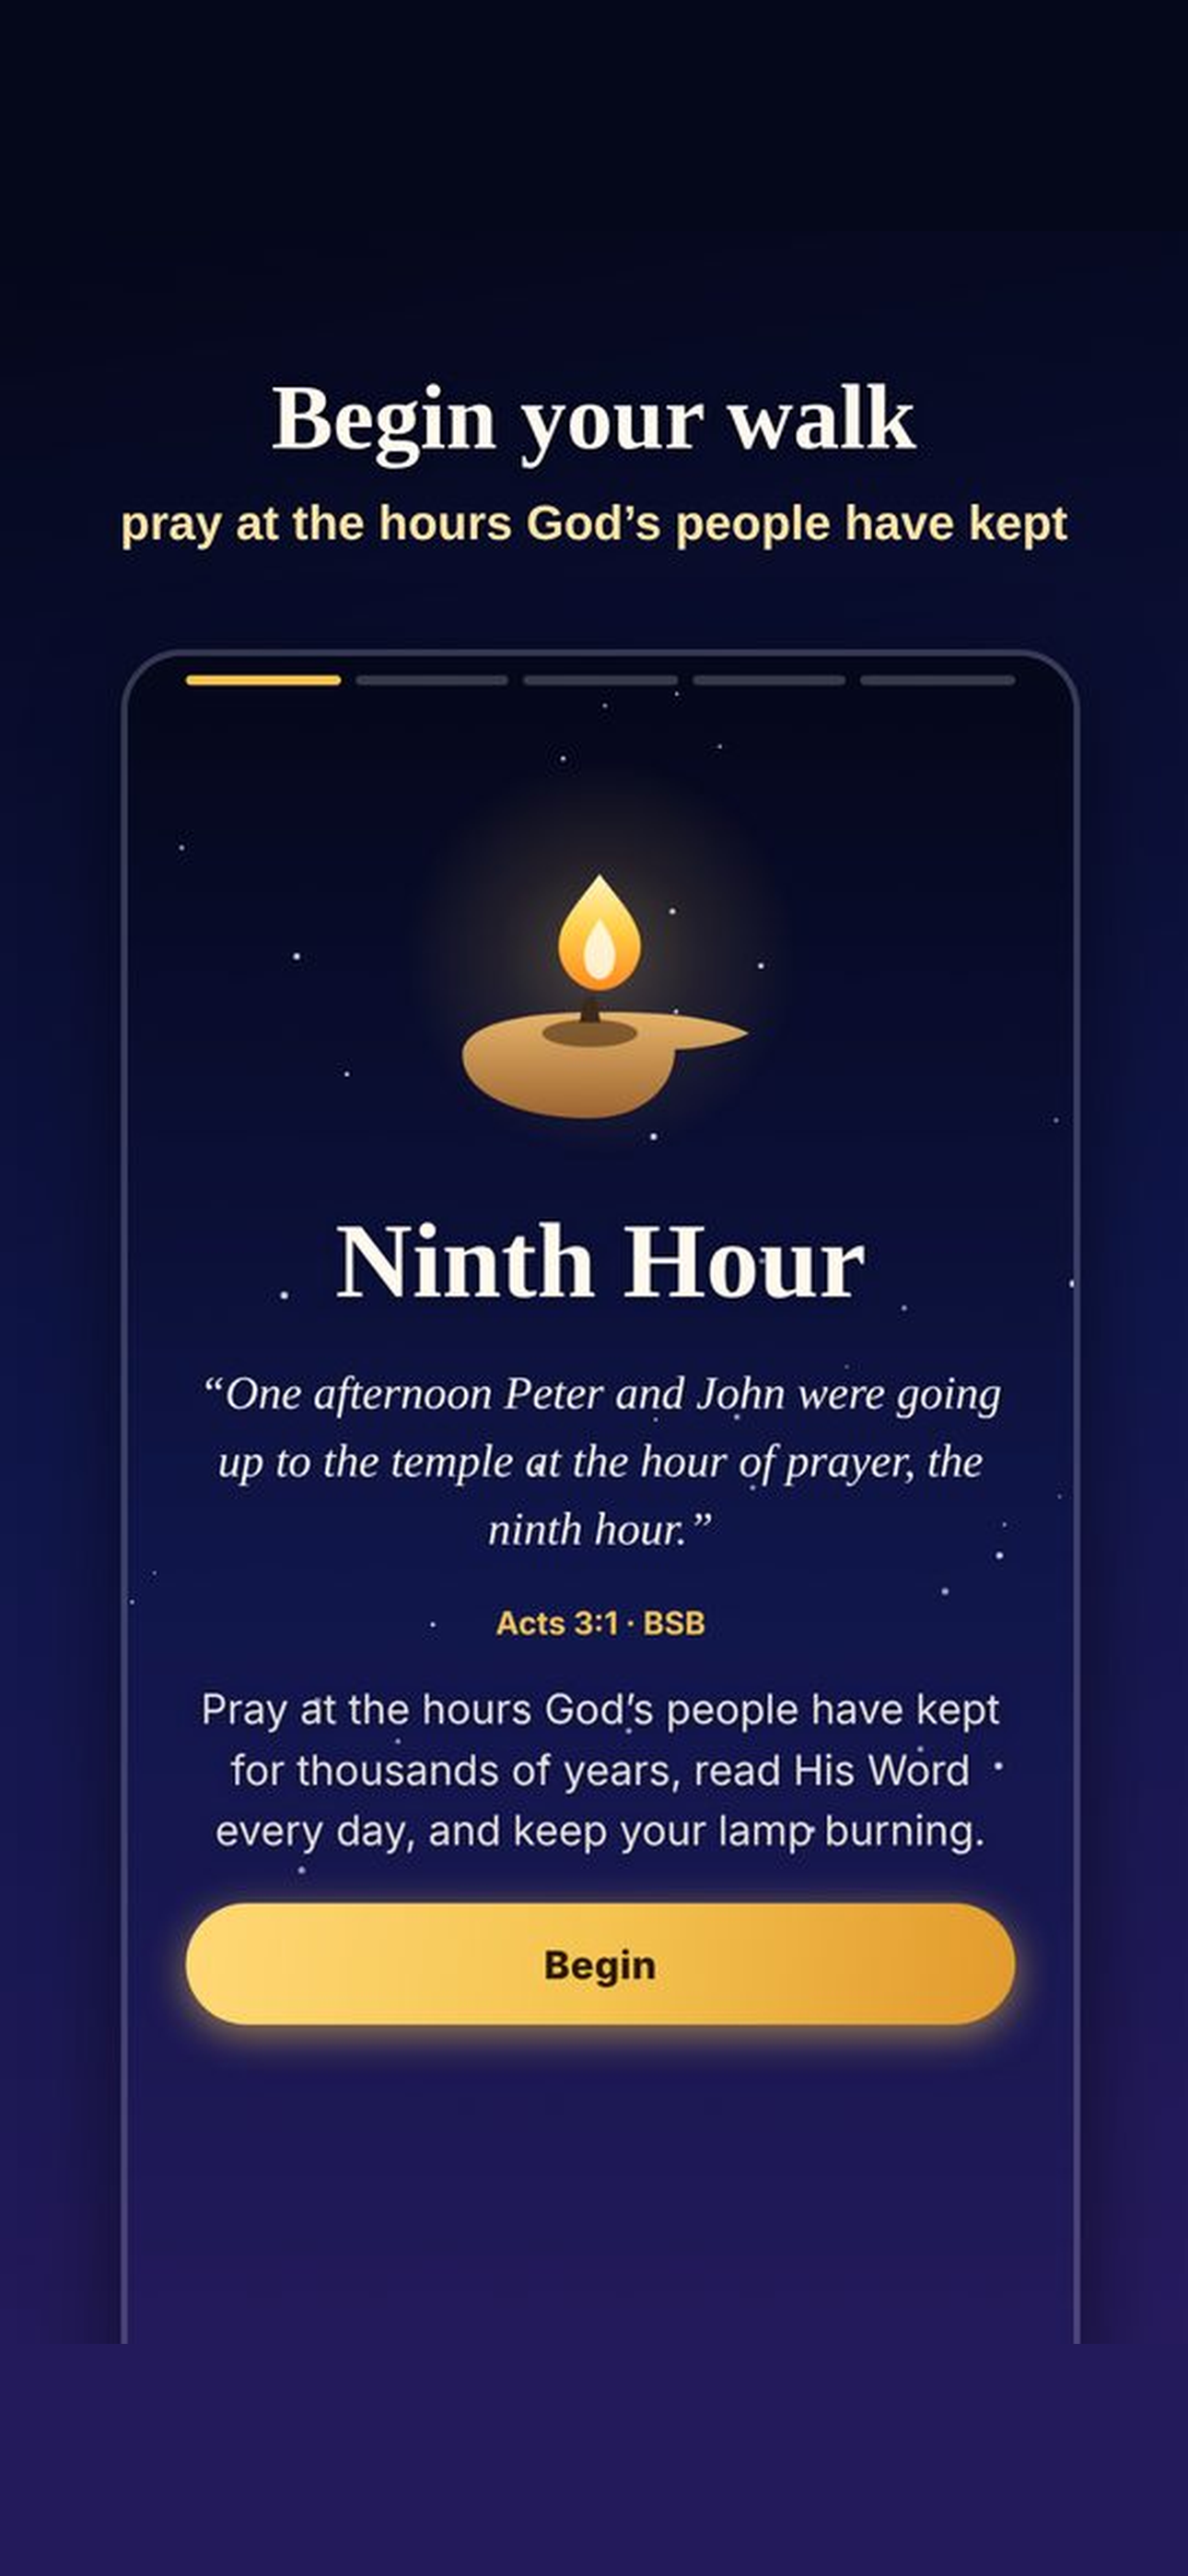 Begin your walk
pray at the hours God’s people have kept
Ninth Hour
“One afternoon Peter and John were going
up to the temple at the hour of prayer, the
ninth hour.”
Acts 3:1 · BSB
Pray at the hours God’s people have kept
for thousands of years, read His Word
every day, and keep your lamp burning.
Begin